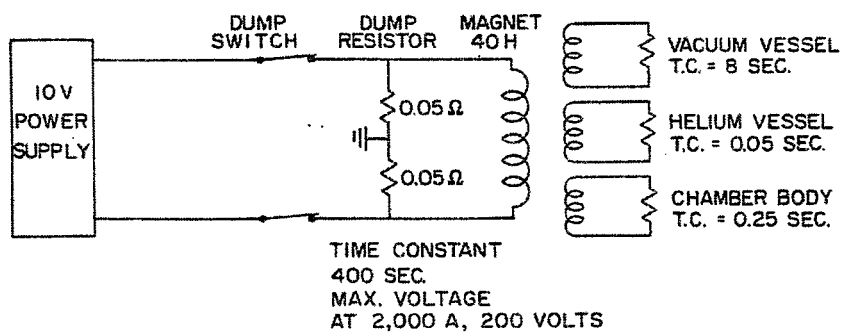 DUMP SWITCH
DUMP RESISTOR
MAGNET 40H
10V POWER SUPPLY
0.05Ω
0.05Ω
VACUUM VESSEL
T.C. = 8 SEC.
HELIUM VESSEL
T.C. = 0.05 SEC.
CHAMBER BODY
T.C. = 0.25 SEC.
TIME CONSTANT
400 SEC.
MAX. VOLTAGE
AT 2,000 A, 200 VOLTS